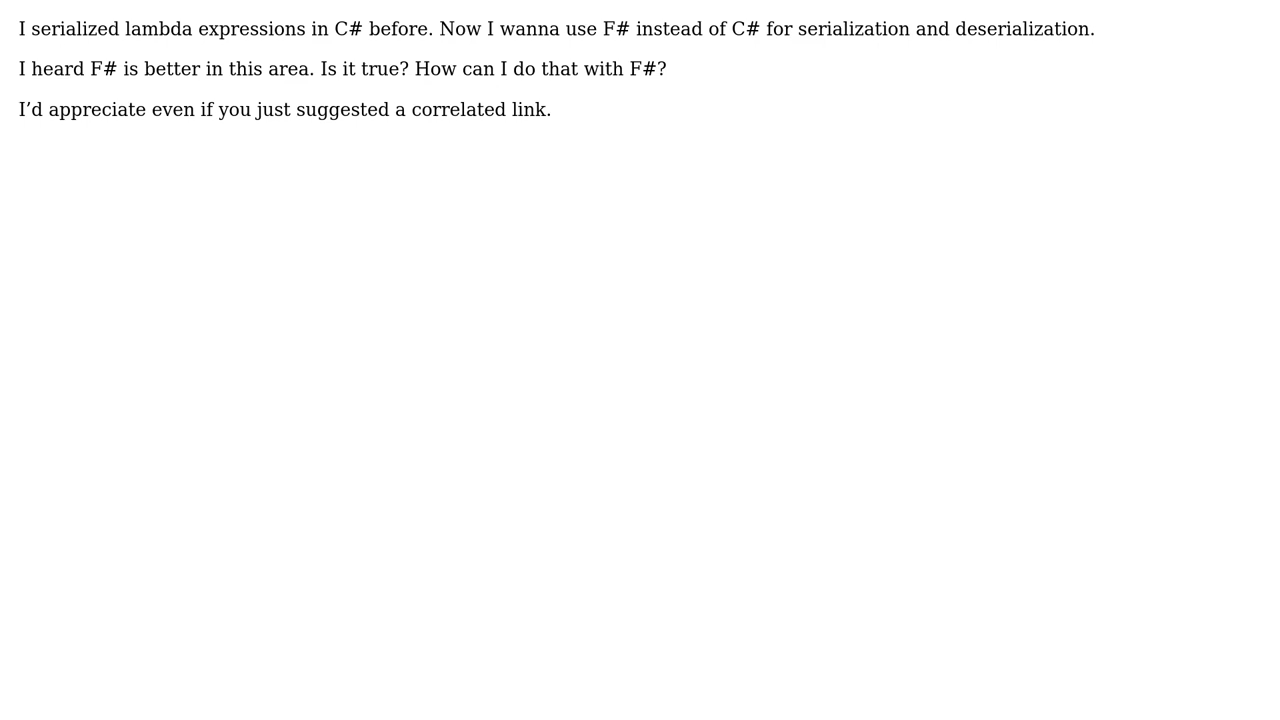 I serialized lambda expressions in C# before. Now I wanna use F# instead of C# for serialization and deserialization.
I heard F# is better in this area. Is it true? How can I do that with F#?
I’d appreciate even if you just suggested a correlated link.